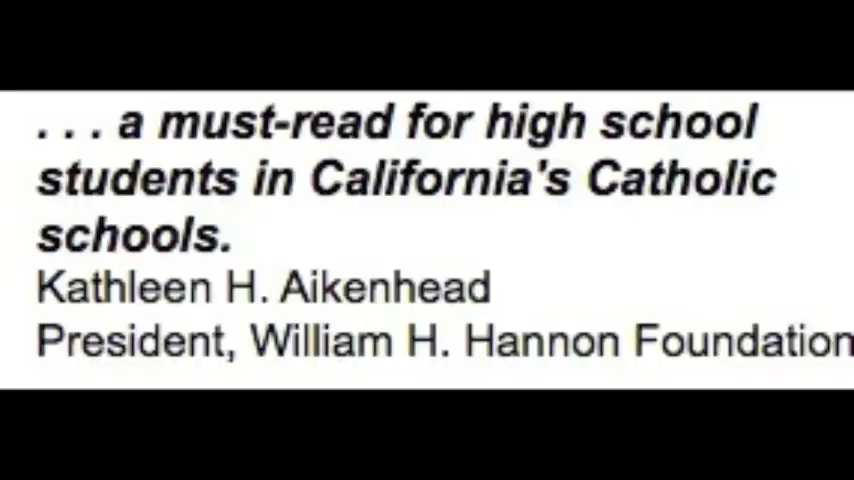 . . . a must-read for high school
students in California's Catholic
schools.
Kathleen H. Aikenhead
President, William H. Hannon Foundation